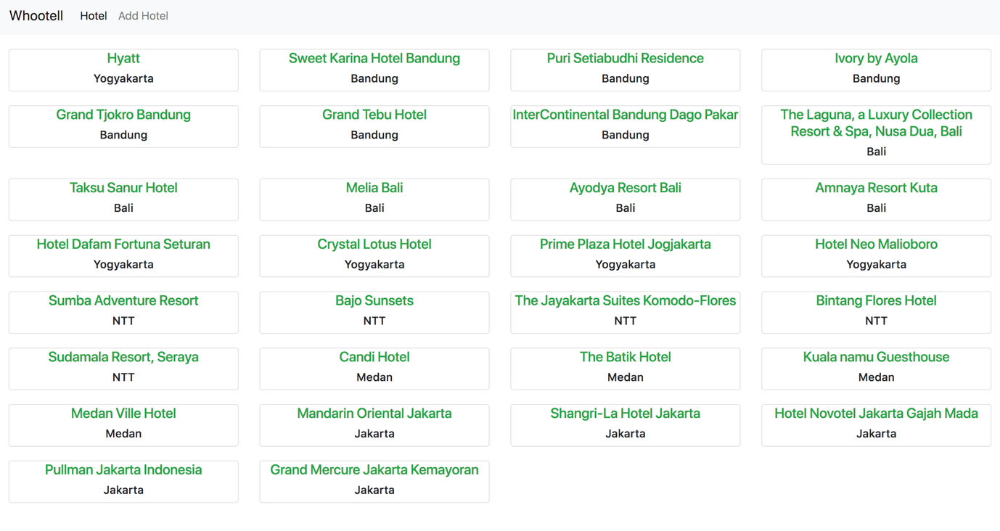 Whootell Hotel Add Hotel
Hyatt
Yogyakarta
Sweet Karina Hotel Bandung
Bandung
Puri Setiabudhi Residence
Bandung
Ivory by Ayola
Bandung
Grand Tjokro Bandung
Bandung
Grand Tebu Hotel
Bandung
InterContinental Bandung Dago Pakar
Bandung
The Laguna, a Luxury Collection
Resort & Spa, Nusa Dua, Bali
Bali
Taksu Sanur Hotel
Bali
Melia Bali
Bali
Ayodya Resort Bali
Bali
Amnaya Resort Kuta
Bali
Hotel Dafam Fortuna Seturan
Yogyakarta
Crystal Lotus Hotel
Yogyakarta
Prime Plaza Hotel Jogjakarta
Yogyakarta
Hotel Neo Malioboro
Yogyakarta
Sumba Adventure Resort
NTT
Bajo Sunsets
NTT
The Jayakarta Suites Komodo-Flores
NTT
Bintang Flores Hotel
NTT
Sudamala Resort, Seraya
NTT
Candi Hotel
Medan
The Batik Hotel
Medan
Kuala namu Guesthouse
Medan
Medan Ville Hotel
Medan
Mandarin Oriental Jakarta
Jakarta
Shangri-La Hotel Jakarta
Jakarta
Hotel Novotel Jakarta Gajah Mada
Jakarta
Pullman Jakarta Indonesia
Jakarta
Grand Mercure Jakarta Kemayoran
Jakarta